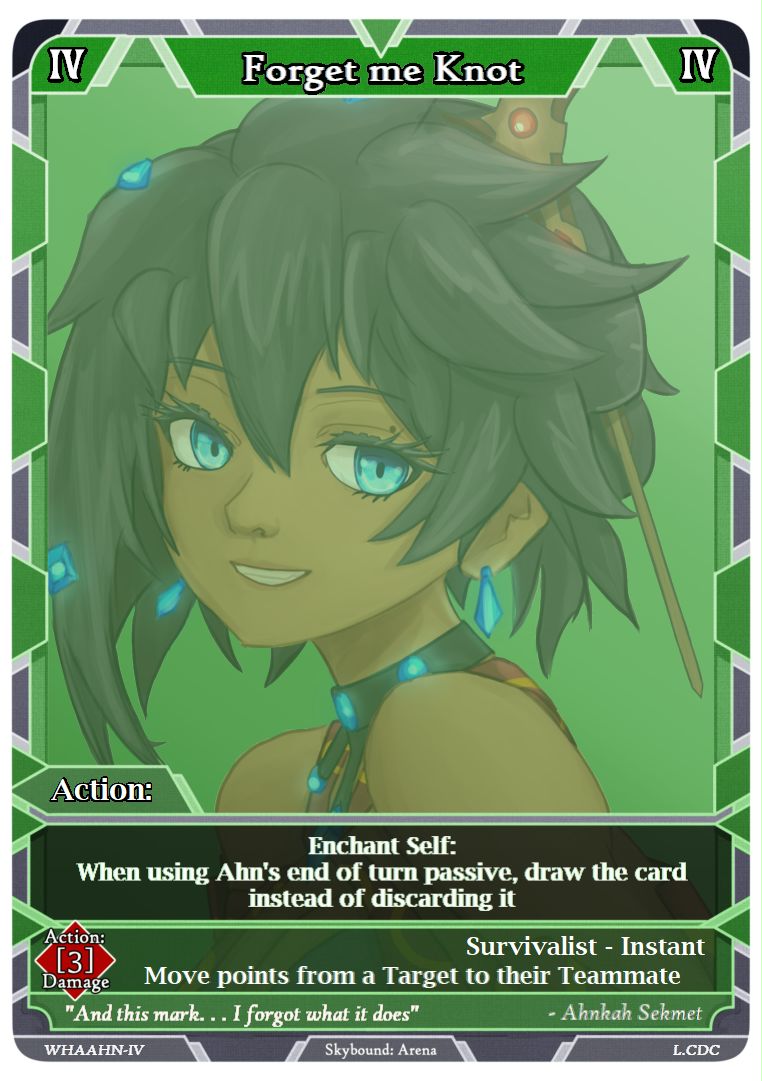 IV Forget me Knot IV
Action:
Enchant Self:
When using Ahn's end of turn passive, draw the card
instead of discarding it
Action:
[3]
Damage
Survivalist - Instant
Move points from a Target to their Teammate
"And this mark. . . I forgot what it does" - Ahnkah Sekmet
WHAAHN-IV Skybound: Arena L.CDC